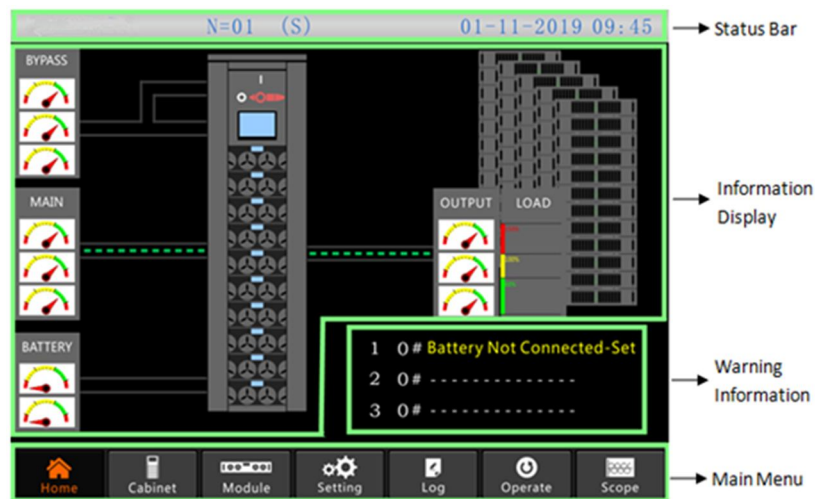 N=01 (S) 01-11-2019 09:45
Status Bar
BYPASS
MAIN
OUTPUT LOAD
100%
Information
Display
BATTERY
1 0# Battery Not Connected-Set
2 0# - - - - - - - - - - - - - -
3 0# - - - - - - - - - - - - - -
Warning
Information
Home Cabinet Module Setting Log Operate Scope
Main Menu